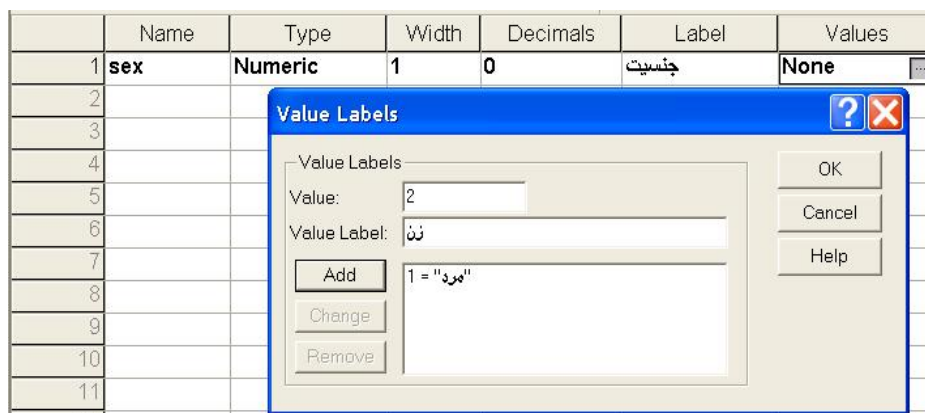 Name Type Width Decimals Label Values
1 sex Numeric 1 0 جنسیت None ...
2
3
4
5
6
7
8
9
10
11
Value Labels ? X
Value Labels
Value: 2
Value Label: زن
Add
Change
Remove
1 = "مرد"
OK
Cancel
Help